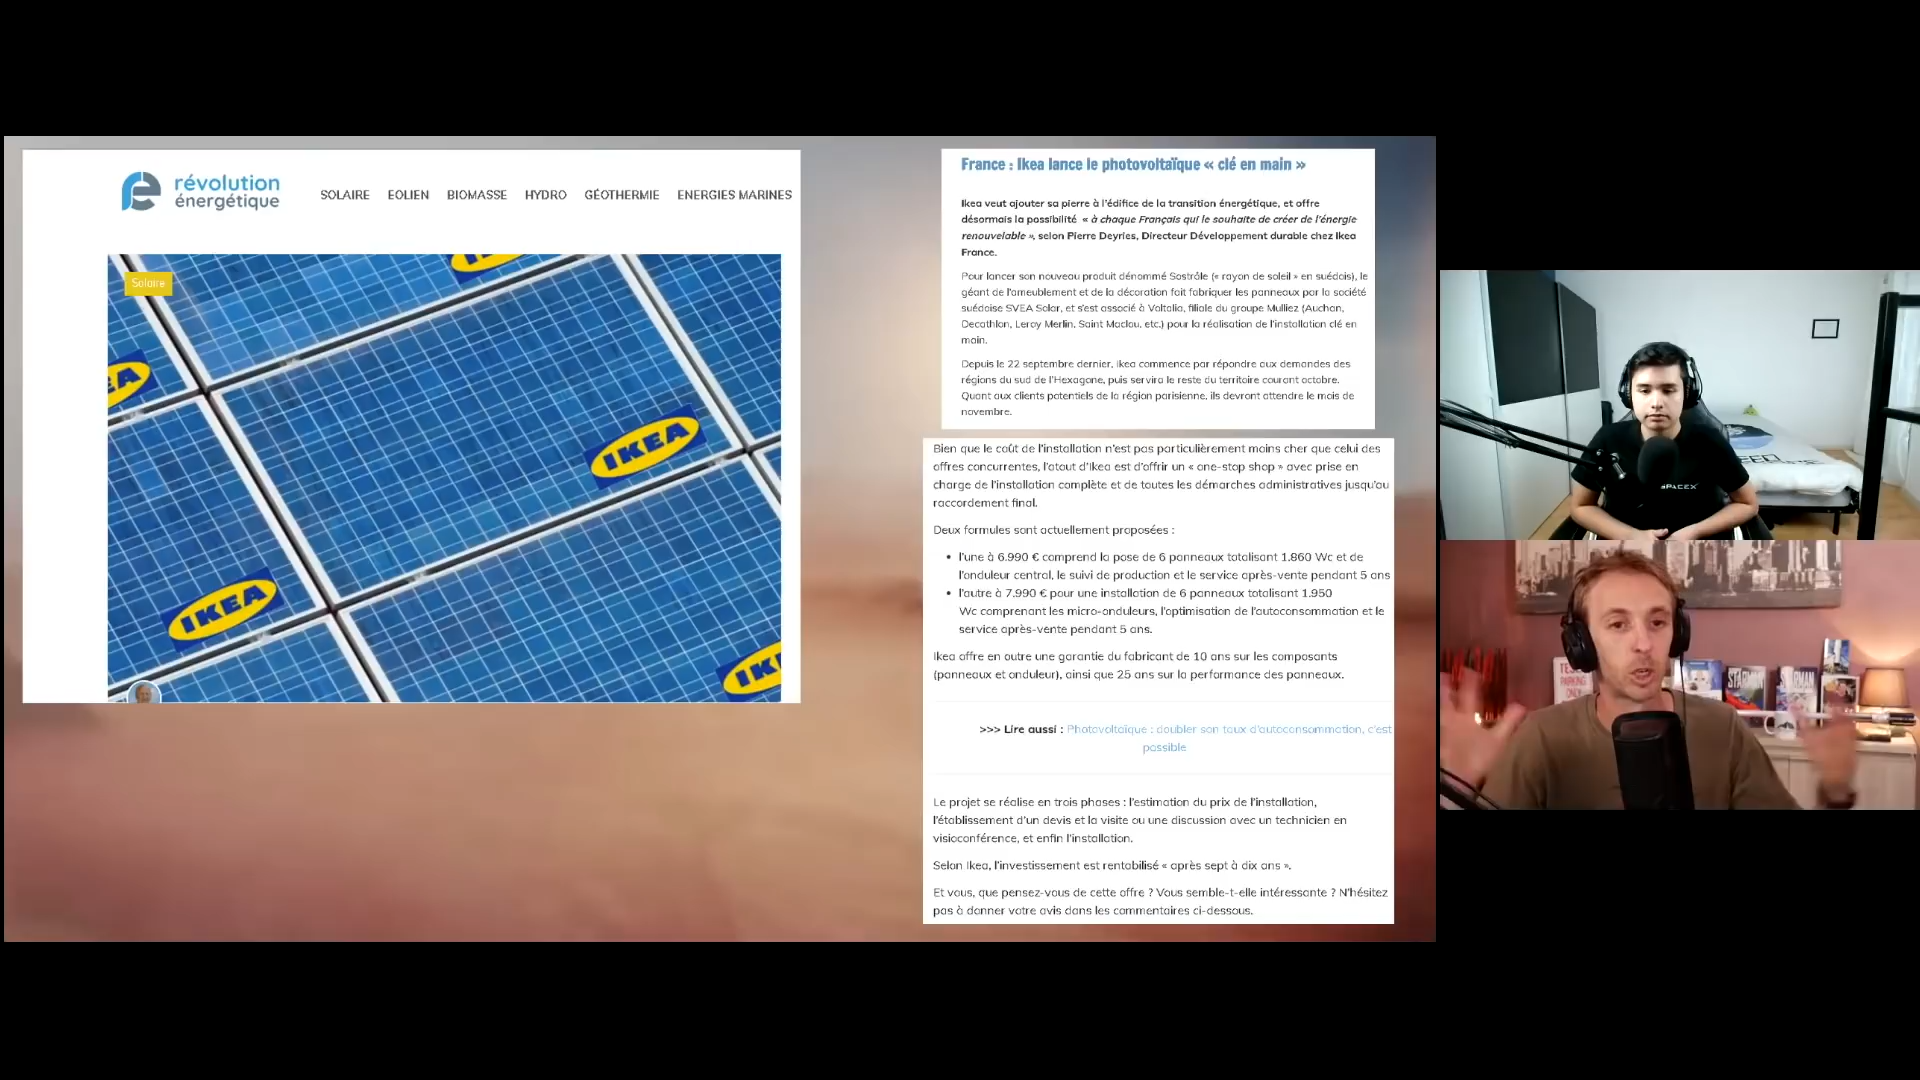 révolution
énergétique
SOLAIRE EOLIEN BIOMASSE HYDRO GÉOTHERMIE ENERGIES MARINES
Solaire
IKEA
IKEA
France : Ikea lance le photovoltaïque « clé en main »
Ikea veut ajouter sa pierre à l'édifice de la transition énergétique, et offre
désormais la possibilité « à chaque Français qui le souhaite de créer de l'énergie
renouvelable », selon Pierre Deyries, Directeur Développement durable chez Ikea
France.
Pour lancer son nouveau produit dénommé Sostrôle (« rayon de soleil » en suédois), le
géant de l'ameublement et de la décoration fait fabriquer les panneaux par la société
suédoise SVEA Solar, et s'est associé à Voltalia, filiale du groupe Mulliez (Auchan,
Decathlon, Leroy Merlin, Saint Maclou, etc.) pour la réalisation de l'installation clé en
main.
Depuis le 22 septembre dernier, Ikea commence par répondre aux demandes des
régions du sud de l'Hexagone, puis servira le reste du territoire courant octobre.
Quant aux clients potentiels de la région parisienne, ils devront attendre le mois de
novembre.
Bien que le coût de l'installation n'est pas particulièrement moins cher que celui des
offres concurrentes, l'atout d'Ikea est d'offrir un « one-stop shop » avec prise en
charge de l'installation complète et de toutes les démarches administratives jusqu'au
raccordement final.
Deux formules sont actuellement proposées :
• l'une à 6.990 € comprend la pose de 6 panneaux totalisant 1.860 Wc et de
l'onduleur central, le suivi de production et le service après-vente pendant 5 ans
• l'autre à 7.990 € pour une installation de 6 panneaux totalisant 1.950
Wc comprenant les micro-onduleurs, l'optimisation de l'autoconsommation et le
service après-vente pendant 5 ans.
Ikea offre en outre une garantie du fabricant de 10 ans sur les composants
(panneaux et onduleur), ainsi que 25 ans sur la performance des panneaux.
>>> Lire aussi : Photovoltaïque : doubler son taux d'autoconsommation, c'est
possible
Le projet se réalise en trois phases : l'estimation du prix de l'installation,
l'établissement d'un devis et la visite ou une discussion avec un technicien en
visioconférence, et enfin l'installation.
Selon Ikea, l'investissement est rentabilisé « après sept à dix ans ».
Et vous, que pensez-vous de cette offre ? Vous semble-t-elle intéressante ? N'hésitez
pas à donner votre avis dans les commentaires ci-dessous.
SPACEX
PARKING
ONLY
STARMAN